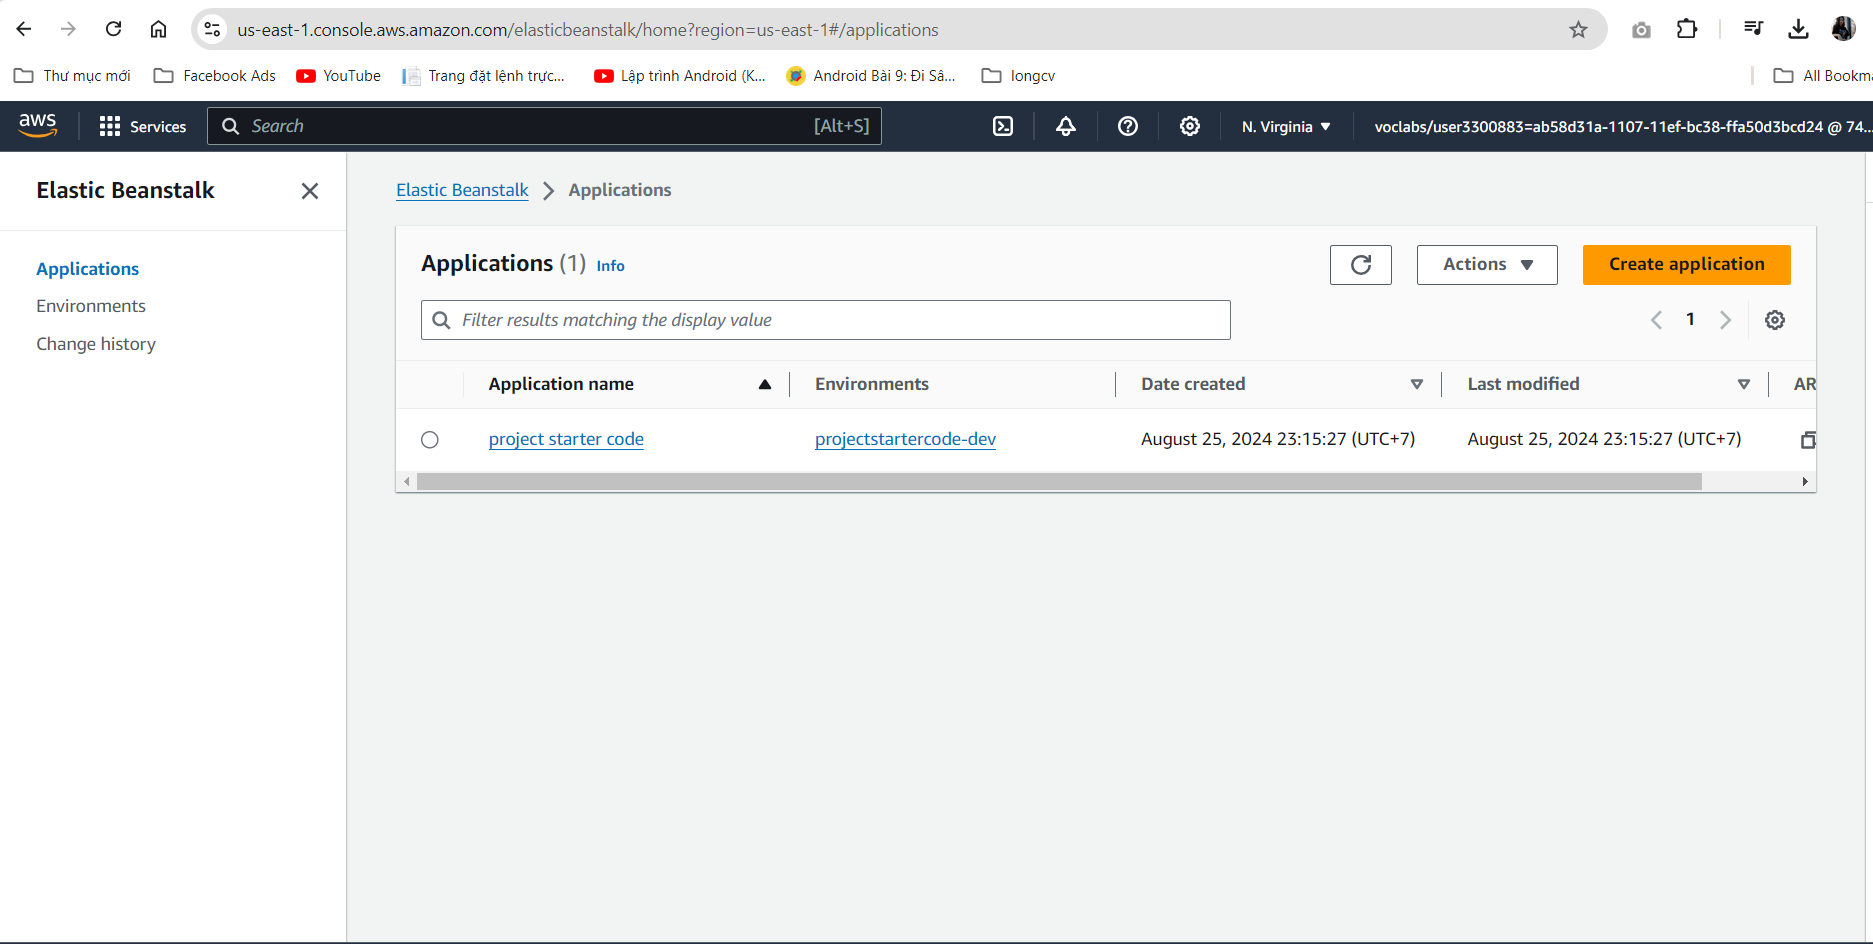 us-east-1.console.aws.amazon.com/elasticbeanstalk/home?region=us-east-1#/applications
Thư mục mới Facebook Ads YouTube Trang đặt lệnh trực... Lập trình Android (K... Android Bài 9: Đi Sâ... longcv All Bookma
aws Services Search [Alt+S] N. Virginia voclabs/user3300883=ab58d31a-1107-11ef-bc38-ffa50d3bcd24 @ 74...
Elastic Beanstalk
Applications
Environments
Change history
Elastic Beanstalk Applications
Applications (1) Info Actions Create application
Filter results matching the display value 1
Application name Environments Date created Last modified AR
project starter code projectstartercode-dev August 25, 2024 23:15:27 (UTC+7) August 25, 2024 23:15:27 (UTC+7)